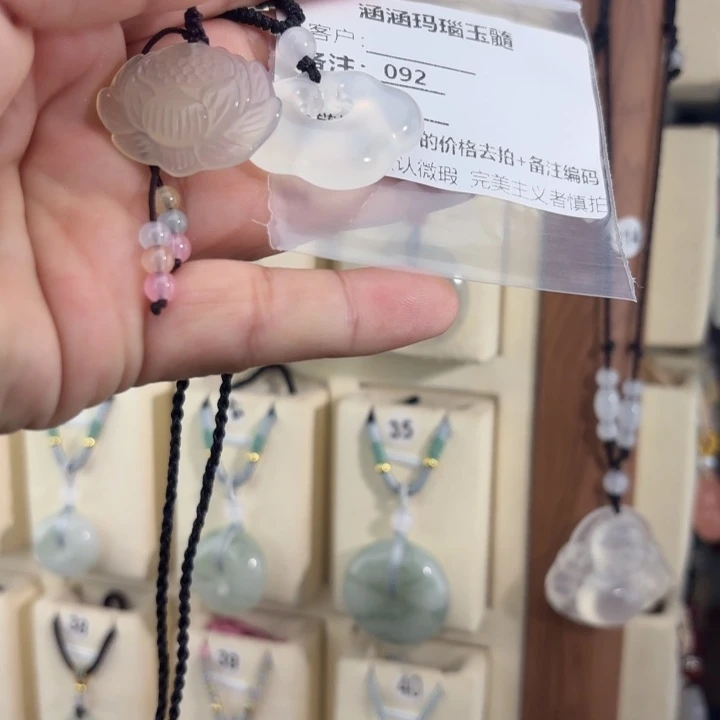 涵涵玛瑙玉髓
客户:
备注: 092
的价格去拍+备注编码
认微瑕 完美主义者慎拍
35
38
40